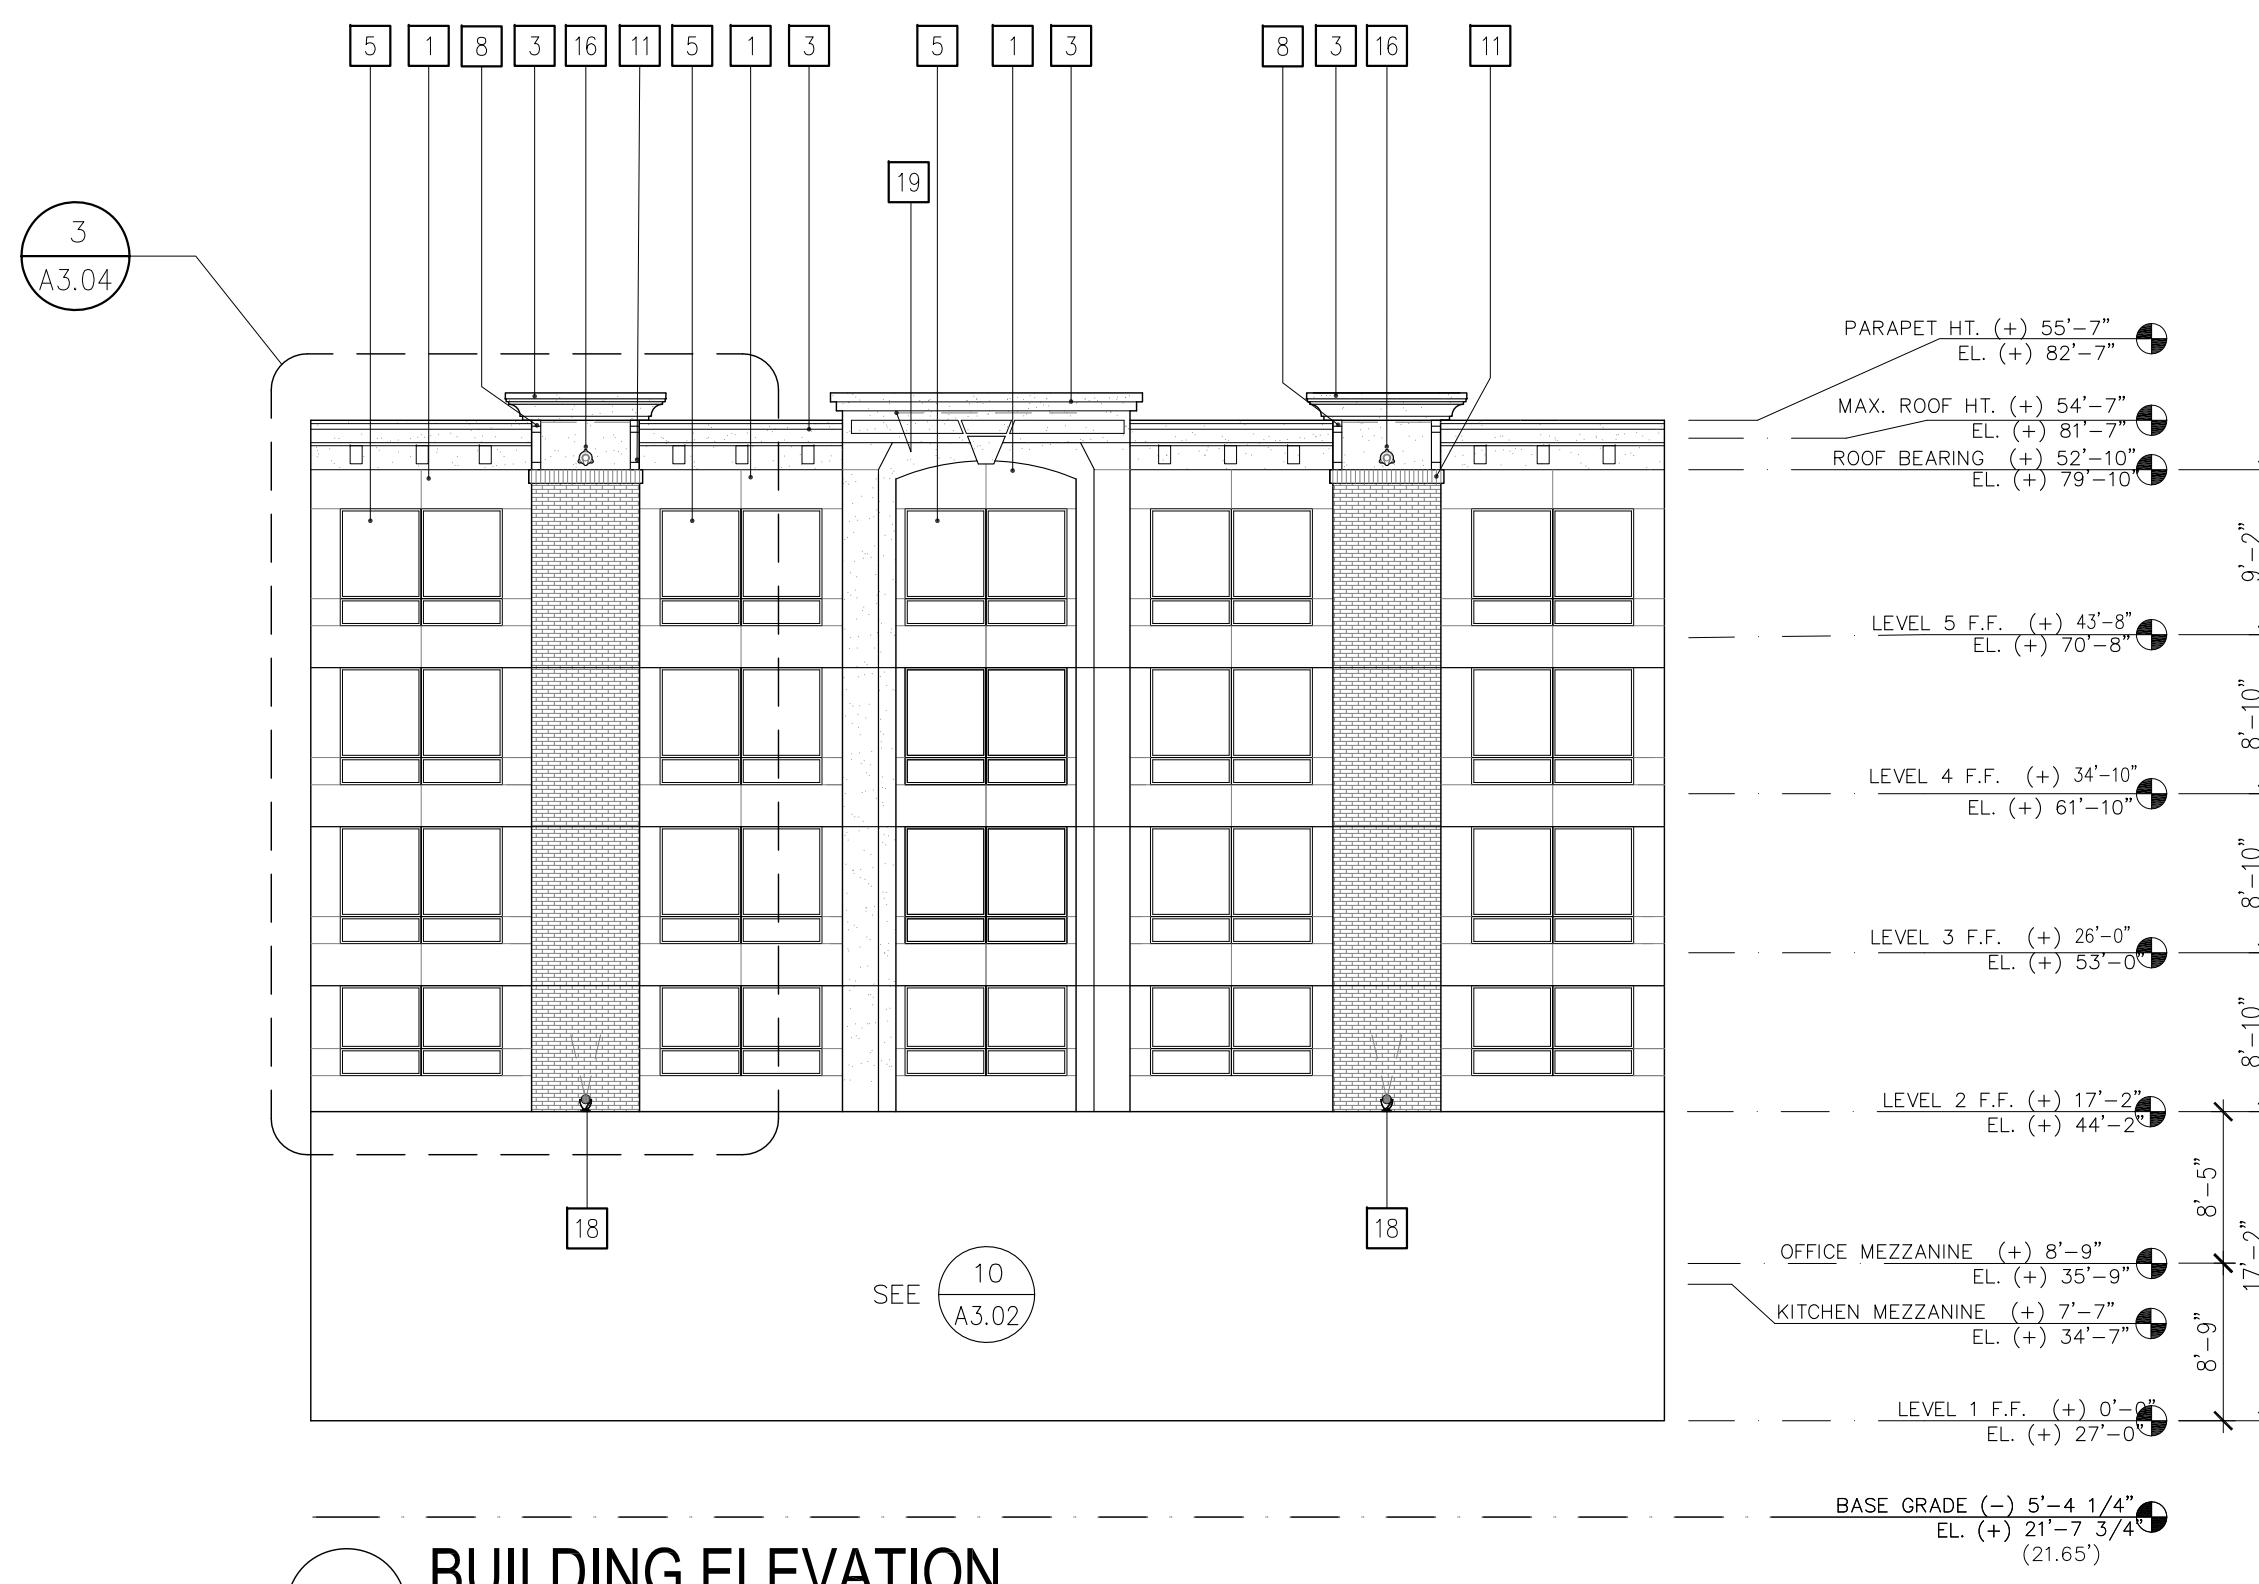 5 1 8 3 16 11 5 1 3 5 1 3 8 3 16 11
19
3
A3.04
PARAPET HT. (+) 55'-7"
EL. (+) 82'-7"
MAX. ROOF HT. (+) 54'-7"
EL. (+) 81'-7"
ROOF BEARING (+) 52'-10"
EL. (+) 79'-10"
9'-2"
LEVEL 5 F.F. (+) 43'-8"
EL. (+) 70'-8"
8'-10"
LEVEL 4 F.F. (+) 34'-10"
EL. (+) 61'-10"
8'-10"
LEVEL 3 F.F. (+) 26'-0"
EL. (+) 53'-0"
8'-10"
LEVEL 2 F.F. (+) 17'-2"
EL. (+) 44'-2"
8'-5"
18 18
17'-2"
OFFICE MEZZANINE (+) 8'-9"
EL. (+) 35'-9"
SEE
10
A3.02
KITCHEN MEZZANINE (+) 7'-7"
EL. (+) 34'-7"
8'-9"
LEVEL 1 F.F. (+) 0'-0"
EL. (+) 27'-0"
BASE GRADE (-) 5'-4 1/4"
EL. (+) 21'-7 3/4"
(21.65')
BUILDING ELEVATION